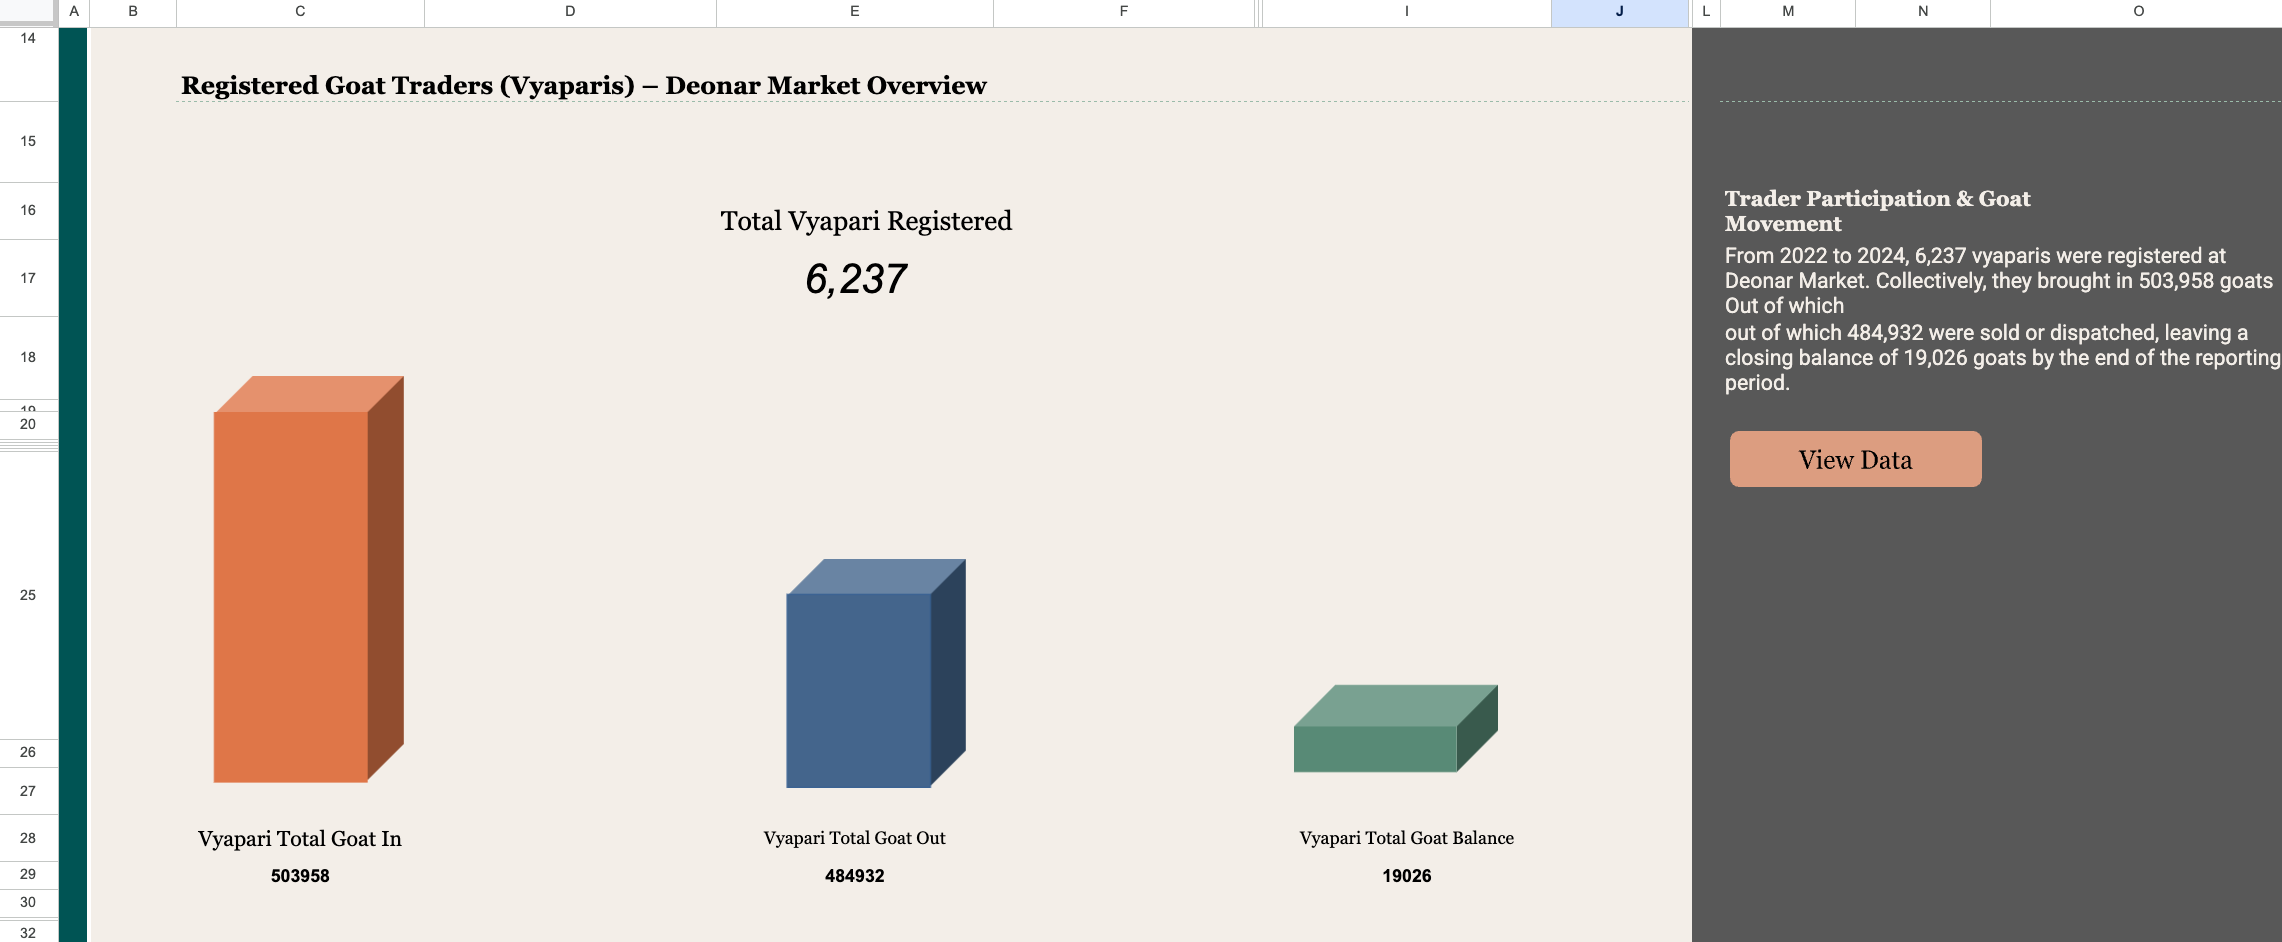 A B C D E F I J L M N O
14
Registered Goat Traders (Vyaparis) – Deonar Market Overview
15
16
Total Vyapari Registered
17
6,237
18
19
20
25
26
27
28
Vyapari Total Goat In Vyapari Total Goat Out Vyapari Total Goat Balance
29
503958 484932 19026
30
32
Trader Participation & Goat
Movement
From 2022 to 2024, 6,237 vyaparis were registered at
Deonar Market. Collectively, they brought in 503,958 goats
Out of which
out of which 484,932 were sold or dispatched, leaving a
closing balance of 19,026 goats by the end of the reporting
period.
View Data